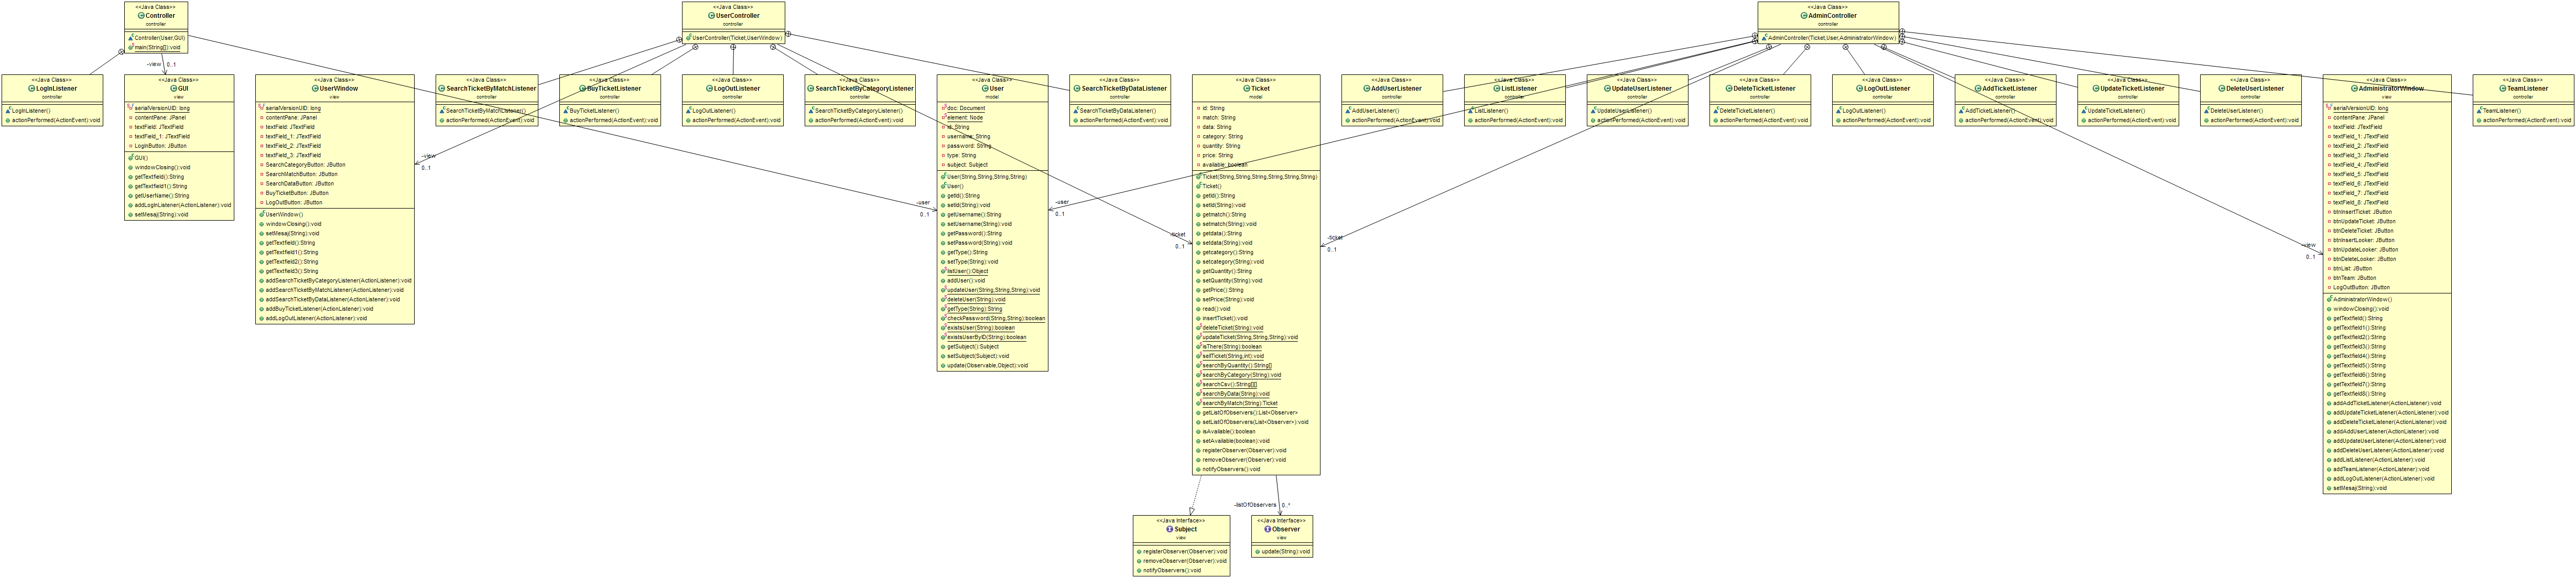 <<Java Class>>
Controller
controller
Controller(User,GUI)
main(String[]):void
<<Java Class>>
UserController
controller
UserController(Ticket,UserWindow)
<<Java Class>>
AdminController
controller
AdminController(Ticket,User,AdministratorWindow)
-view
0..1
<<Java Class>>
LogInListener
controller
LogInListener()
actionPerformed(ActionEvent):void
<<Java Class>>
GUI
view
serialVersionUID: long
contentPane: JPanel
textField: JTextField
textField_1: JTextField
LogInButton: JButton
GUI()
windowClosing():void
getTextfield():String
getTextfield1():String
getUserName():String
addLogInListener(ActionListener):void
setMesaj(String):void
<<Java Class>>
UserWindow
view
serialVersionUID: long
contentPane: JPanel
textField: JTextField
textField_1: JTextField
textField_2: JTextField
textField_3: JTextField
SearchCategoryButton: JButton
SearchMatchButton: JButton
SearchDataButton: JButton
BuyTicketButton: JButton
LogOutButton: JButton
UserWindow()
windowClosing():void
setMesaj(String):void
getTextfield():String
getTextfield1():String
getTextfield2():String
getTextfield3():String
addSearchTicketByCategoryListener(ActionListener):void
addSearchTicketByMatchListener(ActionListener):void
addSearchTicketByDataListener(ActionListener):void
addBuyTicketListener(ActionListener):void
addLogOutListener(ActionListener):void
-view
0..1
<<Java Class>>
SearchTicketByMatchListener
controller
SearchTicketByMatchListener()
actionPerformed(ActionEvent):void
<<Java Class>>
BuyTicketListener
controller
BuyTicketListener()
actionPerformed(ActionEvent):void
<<Java Class>>
LogOutListener
controller
LogOutListener()
actionPerformed(ActionEvent):void
<<Java Class>>
SearchTicketByCategoryListener
controller
SearchTicketByCategoryListener()
actionPerformed(ActionEvent):void
-user
0..1
<<Java Class>>
User
model
doc: Document
element: Node
id: String
username: String
password: String
type: String
subject: Subject
User(String,String,String,String)
User()
getId():String
setId(String):void
getUsername():String
setUsername(String):void
getPassword():String
setPassword(String):void
getType():String
setType(String):void
listUser():Object
addUser():void
updateUser(String,String,String):void
deleteUser(String):void
getType(String):String
checkPassword(String,String):boolean
existsUser(String):boolean
existsUserByID(String):boolean
getSubject():Subject
setSubject(Subject):void
update(Observable,Object):void
-user
0..1
<<Java Class>>
SearchTicketByDataListener
controller
SearchTicketByDataListener()
actionPerformed(ActionEvent):void
-ticket
0..1
<<Java Class>>
Ticket
model
id: String
match: String
data: String
category: String
quantity: String
price: String
available: boolean
Ticket(String,String,String,String,String,String)
Ticket()
getId():String
setId(String):void
getmatch():String
setmatch(String):void
getdata():String
setdata(String):void
getcategory():String
setcategory(String):void
getQuantity():String
setQuantity(String):void
getPrice():String
setPrice(String):void
read():void
insertTicket():void
deleteTicket(String):void
updateTicket(String,String,String):void
isThere(String):boolean
sellTicket(String,int):void
searchByQuantity():String[]
searchByCategory(String):void
searchCsv():String[][]
searchByData(String):void
searchByMatch(String):Ticket
getListOfObservers():List<Observer>
setListOfObservers(List<Observer>):void
isAvailable():boolean
setAvailable(boolean):void
registerObserver(Observer):void
removeObserver(Observer):void
notifyObservers():void
-ticket
0..1
<<Java Class>>
AddUserListener
controller
AddUserListener()
actionPerformed(ActionEvent):void
<<Java Class>>
ListListener
controller
ListListener()
actionPerformed(ActionEvent):void
<<Java Class>>
UpdateUserListener
controller
UpdateUserListener()
actionPerformed(ActionEvent):void
<<Java Class>>
DeleteTicketListener
controller
DeleteTicketListener()
actionPerformed(ActionEvent):void
<<Java Class>>
LogOutListener
controller
LogOutListener()
actionPerformed(ActionEvent):void
<<Java Class>>
AddTicketListener
controller
AddTicketListener()
actionPerformed(ActionEvent):void
<<Java Class>>
UpdateTicketListener
controller
UpdateTicketListener()
actionPerformed(ActionEvent):void
<<Java Class>>
DeleteUserListener
controller
DeleteUserListener()
actionPerformed(ActionEvent):void
-view
0..1
<<Java Class>>
AdministratorWindow
view
serialVersionUID: long
contentPane: JPanel
textField: JTextField
textField_1: JTextField
textField_2: JTextField
textField_3: JTextField
textField_4: JTextField
textField_5: JTextField
textField_6: JTextField
textField_7: JTextField
textField_8: JTextField
btnInsertTicket: JButton
btnUpdateTicket: JButton
btnDeleteTicket: JButton
btnInsertLooker: JButton
btnUpdateLooker: JButton
btnDeleteLooker: JButton
btnList: JButton
btnTeam: JButton
LogOutButton: JButton
AdministratorWindow()
windowClosing():void
getTextfield():String
getTextfield1():String
getTextfield2():String
getTextfield3():String
getTextfield4():String
getTextfield5():String
getTextfield6():String
getTextfield7():String
getTextfield8():String
addAddTicketListener(ActionListener):void
addUpdateTicketListener(ActionListener):void
addDeleteTicketListener(ActionListener):void
addAddUserListener(ActionListener):void
addUpdateUserListener(ActionListener):void
addDeleteUserListener(ActionListener):void
addListListener(ActionListener):void
addTeamListener(ActionListener):void
addLogOutListener(ActionListener):void
setMesaj(String):void
<<Java Class>>
TeamListener
controller
TeamListener()
actionPerformed(ActionEvent):void
-listOfObservers
0..*
<<Java Interface>>
Subject
view
registerObserver(Observer):void
removeObserver(Observer):void
notifyObservers():void
<<Java Interface>>
Observer
view
update(String):void